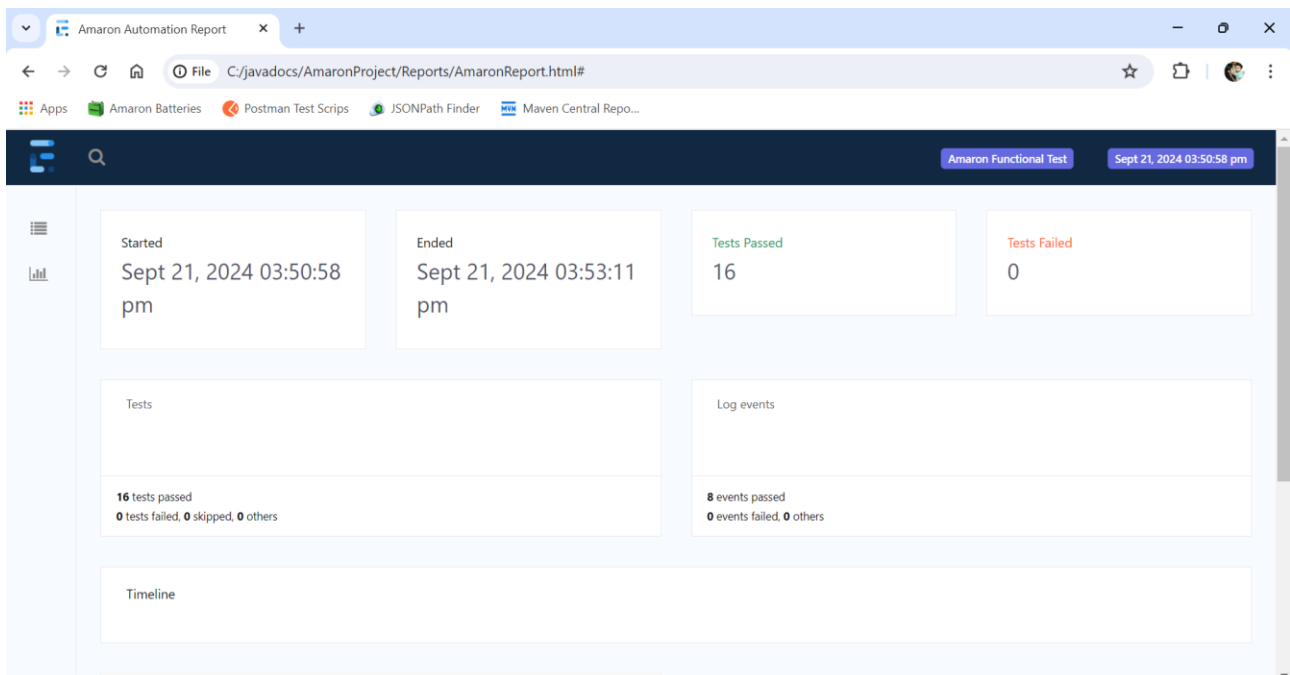 Amaron Automation Report
File C:/javadocs/AmaronProject/Reports/AmaronReport.html#
Apps Amaron Batteries Postman Test Scrips JSONPath Finder MVN Maven Central Repo...
Amaron Functional Test Sept 21, 2024 03:50:58 pm
Started
Sept 21, 2024 03:50:58
pm
Ended
Sept 21, 2024 03:53:11
pm
Tests Passed
16
Tests Failed
0
Tests
16 tests passed
0 tests failed, 0 skipped, 0 others
Log events
8 events passed
0 events failed, 0 others
Timeline